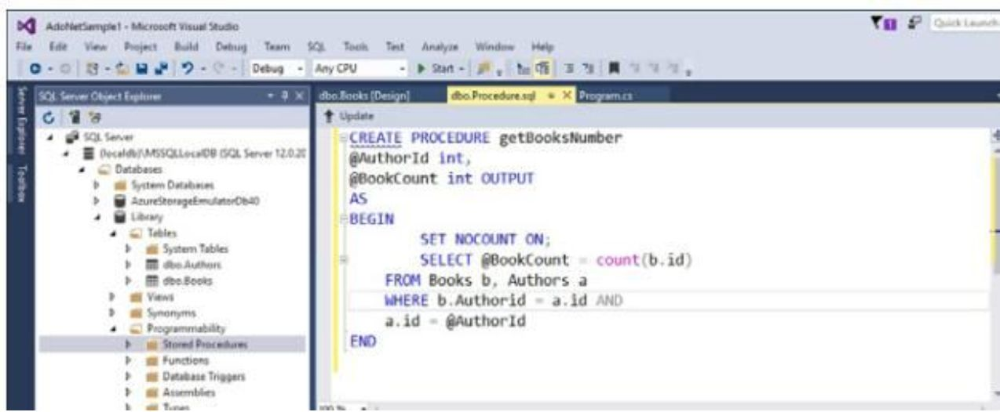 AdoNetSample1 - Microsoft Visual Studio
Quick Launch
File Edit View Project Build Debug Team SQL Tools Test Analyze Window Help
Debug Any CPU Start
Server Explorer
Toolbox
SQL Server Object Explorer
dbo.Books [Design] dbo.Procedure.sql Program.cs
Update
SQL Server
(localdb)\MSSQLLocalDB (SQL Server 12.0.20
Databases
System Databases
AzureStorageEmulatorDb40
Library
Tables
System Tables
dbo.Authors
dbo.Books
Views
Synonyms
Programmability
Stored Procedures
Functions
Database Triggers
Assemblies
Types
CREATE PROCEDURE getBooksNumber
@AuthorId int,
@BookCount int OUTPUT
AS
BEGIN
SET NOCOUNT ON;
SELECT @BookCount = count(b.id)
FROM Books b, Authors a
WHERE b.Authorid = a.id AND
a.id = @AuthorId
END
100 %